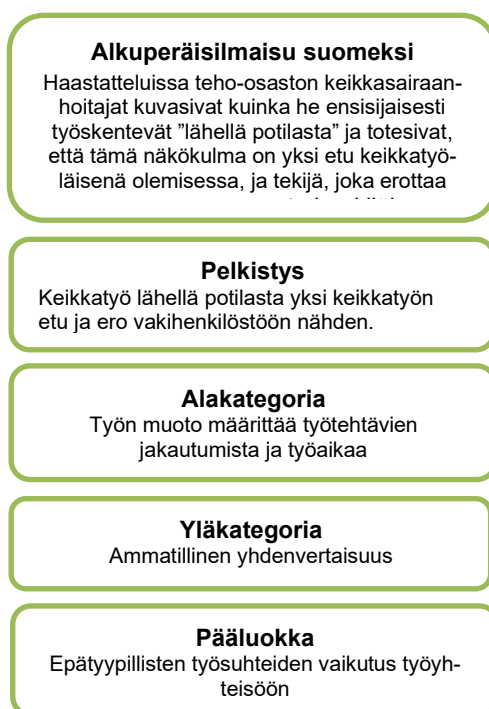 Alkuperäisilmaisu suomeksi
Haastatteluissa teho-osaston keikkasairaan-
hoitajat kuvasivat kuinka he ensisijaisesti
työskentevät ”lähellä potilasta” ja totesivat,
että tämä näkökulma on yksi etu keikkatyö-
läisenä olemisessa, ja tekijä, joka erottaa
Pelkistys
Keikkatyö lähellä potilasta yksi keikkatyön
etu ja ero vakihenkilöstöön nähden.
Alakategoria
Työn muoto määrittää työtehtävien
jakautumista ja työaikaa
Yläkategoria
Ammatillinen yhdenvertaisuus
Pääluokka
Epätyypillisten työsuhteiden vaikutus työyh-
teisöön